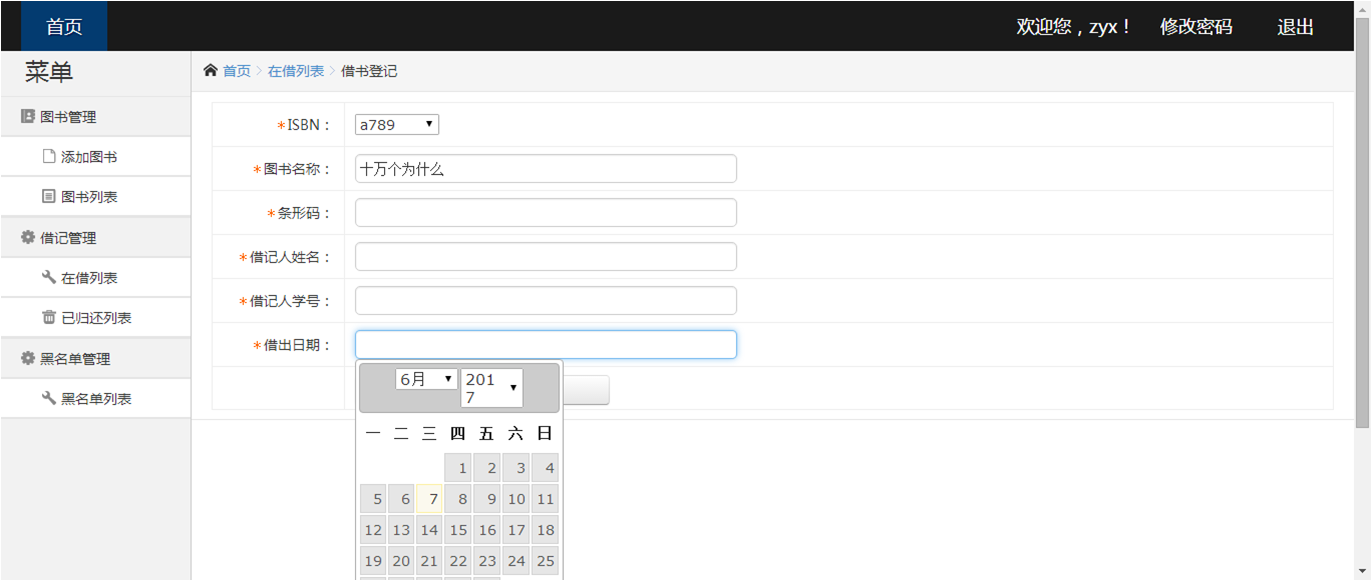 首页 欢迎您，zyx！ 修改密码 退出
菜单
首页 > 在借列表 > 借书登记
图书管理
添加图书
图书列表
借记管理
在借列表
已归还列表
黑名单管理
黑名单列表
*ISBN： a789
*图书名称： 十万个为什么
*条形码：
*借记人姓名：
*借记人学号：
*借出日期：
6月 2017
一 二 三 四 五 六 日
1 2 3 4
5 6 7 8 9 10 11
12 13 14 15 16 17 18
19 20 21 22 23 24 25